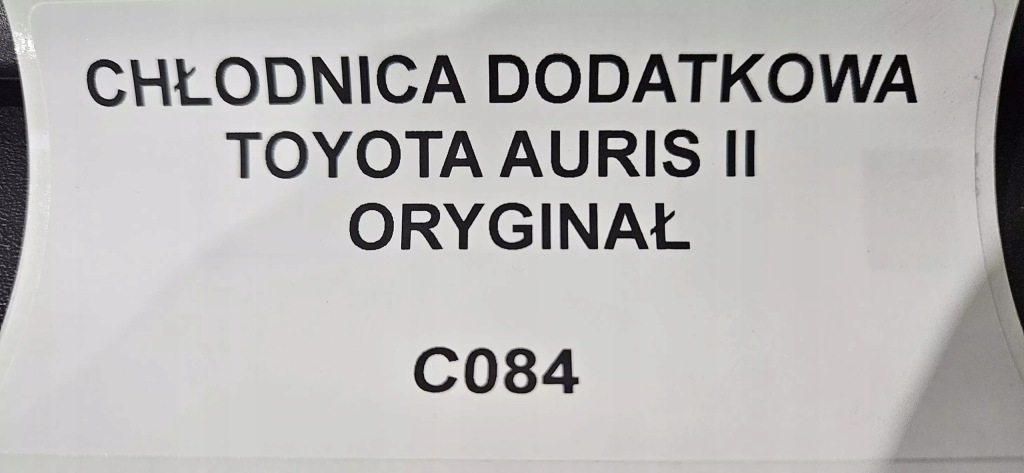 CHŁODNICA DODATKOWA
TOYOTA AURIS II
ORYGINAŁ
C084